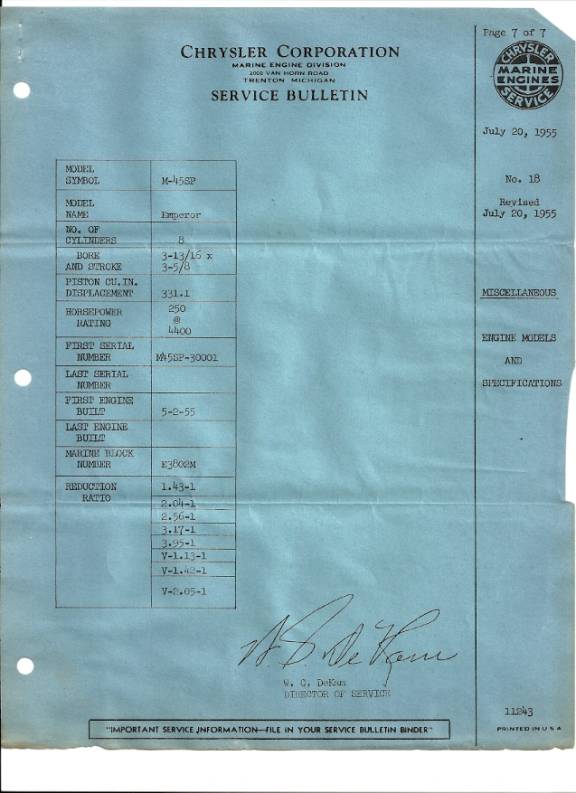 Page 7 of 7
CHRYSLER CORPORATION
MARINE ENGINE DIVISION
2000 VAN HORN ROAD
TRENTON MICHIGAN
SERVICE BULLETIN
CHRYSLER
MARINE
ENGINES
SERVICE
July 20, 1955
No. 18
Revised
July 20, 1955
MISCELLANEOUS
ENGINE MODELS
AND
SPECIFICATIONS
MODEL
SYMBOL M-45SP
MODEL
NAME Emperor
NO. OF
CYLINDERS 8
BORE 3-13/16 x
AND STROKE 3-5/8
PISTON CU.IN.
DISPLACEMENT 331.1
HORSEPOWER 250
RATING @
4400
FIRST SERIAL
NUMBER M45SP-30001
LAST SERIAL
NUMBER
FIRST ENGINE
BUILT 5-2-55
LAST ENGINE
BUILT
MARINE BLOCK
NUMBER E3802M
REDUCTION 1.43-1
RATIO 2.04-1
2.56-1
3.17-1
3.95-1
V-1.13-1
V-1.42-1
V-2.05-1
DIRECTOR OF SERVICE
11243
"IMPORTANT SERVICE INFORMATION—FILE IN YOUR SERVICE BULLETIN BINDER"
PRINTED IN U S A